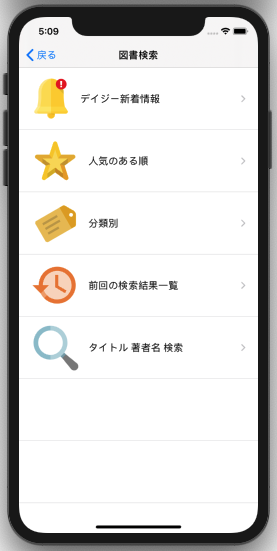 5:09
戻る
図書検索
!
デイジー新着情報
人気のある順
分類別
前回の検索結果一覧
タイトル 著者名 検索